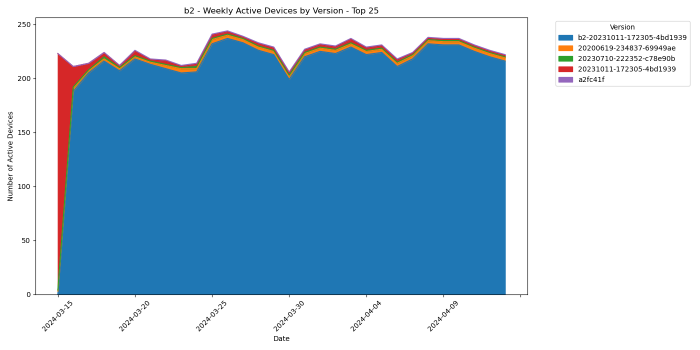 b2 - Weekly Active Devices by Version - Top 25
Version
b2-20231011-172305-4bd1939
20200619-234837-69949ae
20230710-222352-c78e90b
20231011-172305-4bd1939
a2fc41f
Number of Active Devices
250
200
150
100
50
0
2024-03-15
2024-03-20
2024-03-25
2024-03-30
2024-04-04
2024-04-09
Date